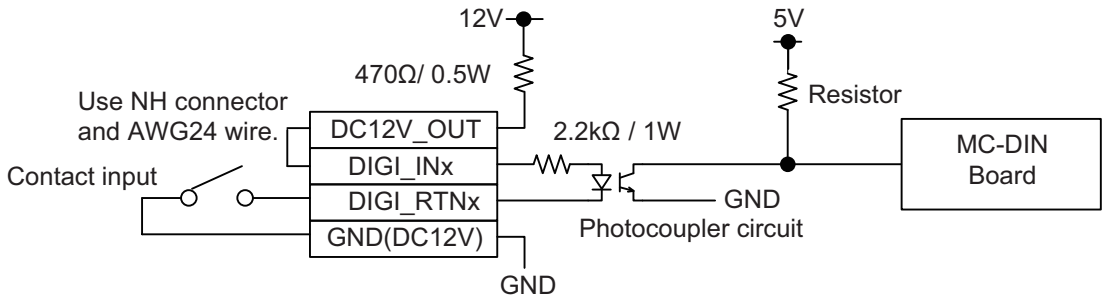 12V
5V
470Ω/ 0.5W
Use NH connector
and AWG24 wire.
Resistor
DC12V_OUT
2.2kΩ / 1W
MC-DIN
Board
DIGI_INx
Contact input
DIGI_RTNx
GND
Photocoupler circuit
GND(DC12V)
GND